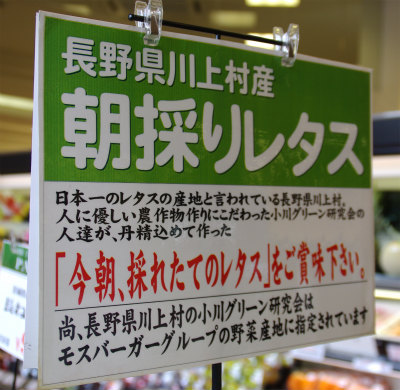 長野県川上村産
朝採りレタス
日本一のレタスの産地と言われている長野県川上村。
人に優しい農作物作りにこだわった小川グリーン研究会の
人達が、丹精込めて作った
「今朝、採れたてのレタス」をご賞味下さい。
尚、長野県川上村の小川グリーン研究会は
モスバーガーグループの野菜産地に指定されています